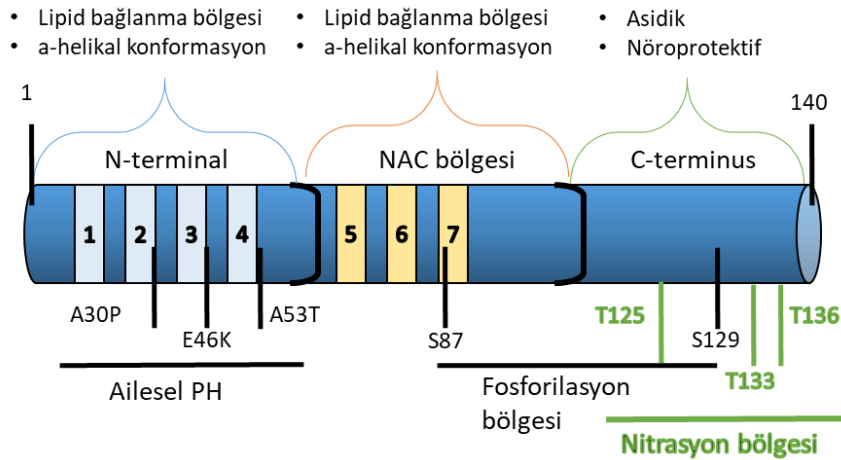 • Lipid bağlanma bölgesi
• a-helikal konformasyon
• Lipid bağlanma bölgesi
• a-helikal konformasyon
• Asidik
• Nöroprotektif
1
140
N-terminal
NAC bölgesi
C-terminus
1
2
3
4
5
6
7
A30P
E46K
A53T
S87
T125
S129
T133
T136
Ailesel PH
Fosforilasyon
bölgesi
Nitrasyon bölgesi